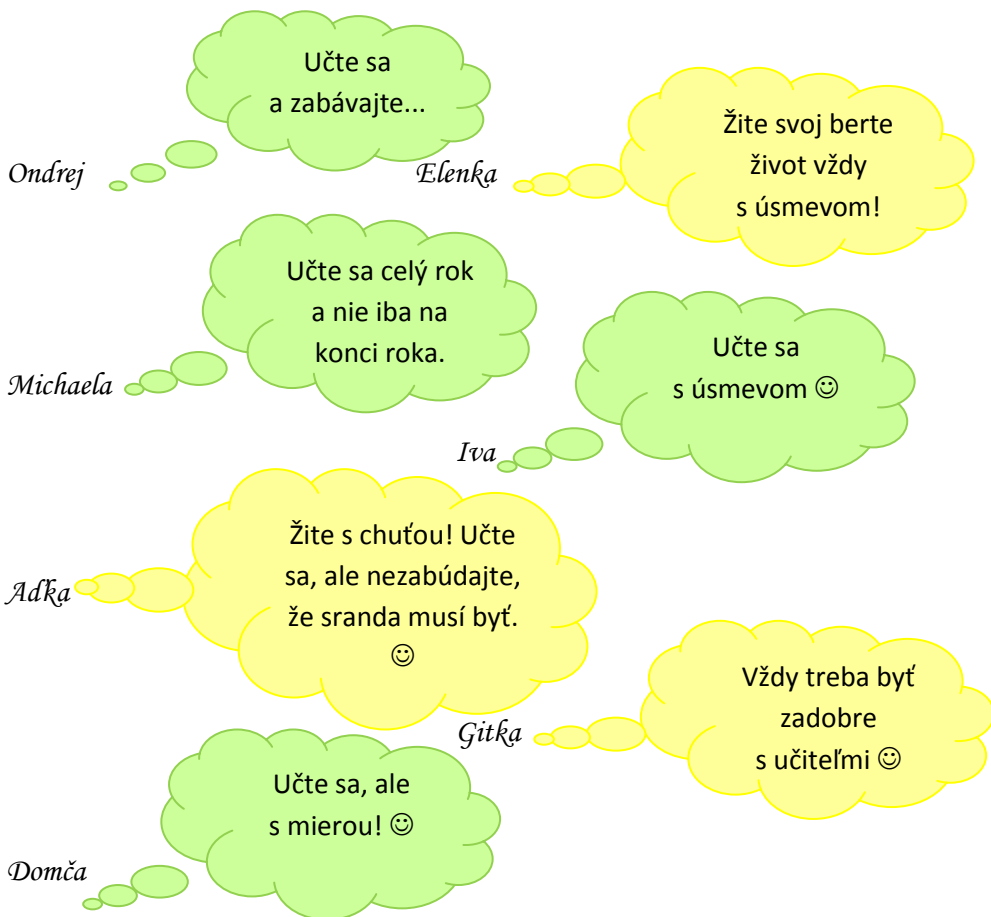 Učte sa
a zabávajte...
Ondrej
Žite svoj berte
život vždy
s úsmevom!
Elenka
Učte sa celý rok
a nie iba na
konci roka.
Michaela
Učte sa
s úsmevom ☺
Iva
Žite s chuťou! Učte
sa, ale nezabúdajte,
že sranda musí byť.
☺
Aďka
Vždy treba byť
zadobre
s učiteľmi ☺
Gitka
Učte sa, ale
s mierou! ☺
Domča